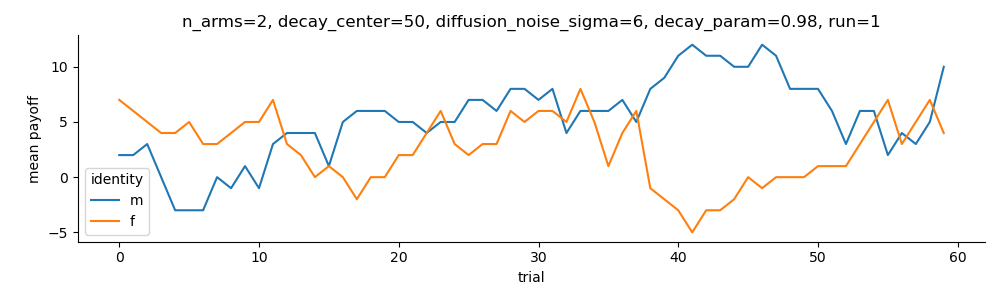 n_arms=2, decay_center=50, diffusion_noise_sigma=6, decay_param=0.98, run=1
mean payoff
10
5
0
−5
identity
m
f
0 10 20 30 40 50 60
trial